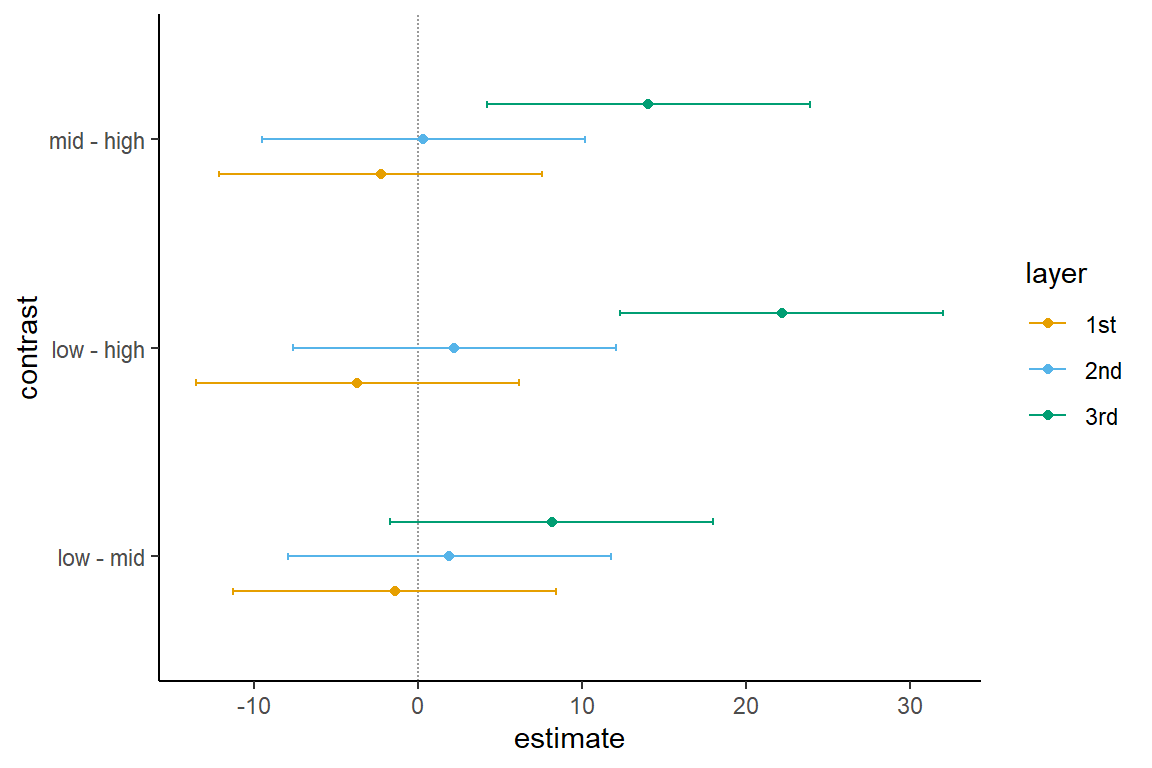 mid - high
low - high
low - mid
contrast
-10
0
10
20
30
estimate
layer
1st
2nd
3rd